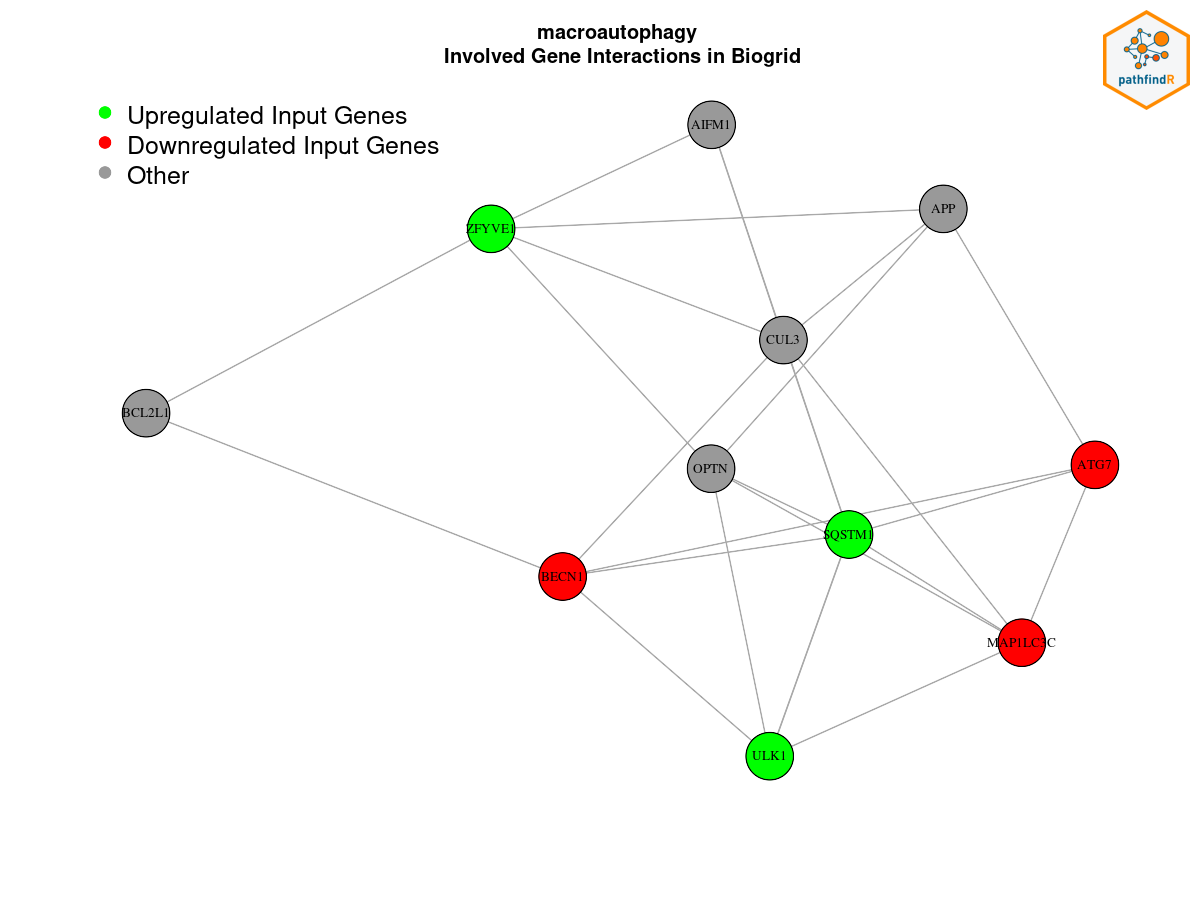 macroautophagy
Involved Gene Interactions in Biogrid
pathfindR
Upregulated Input Genes
Downregulated Input Genes
Other
AIFM1
APP
ZFYVE1
CUL3
BCL2L1
OPTN
ATG7
SQSTM1
BECN1
MAP1LC3C
ULK1